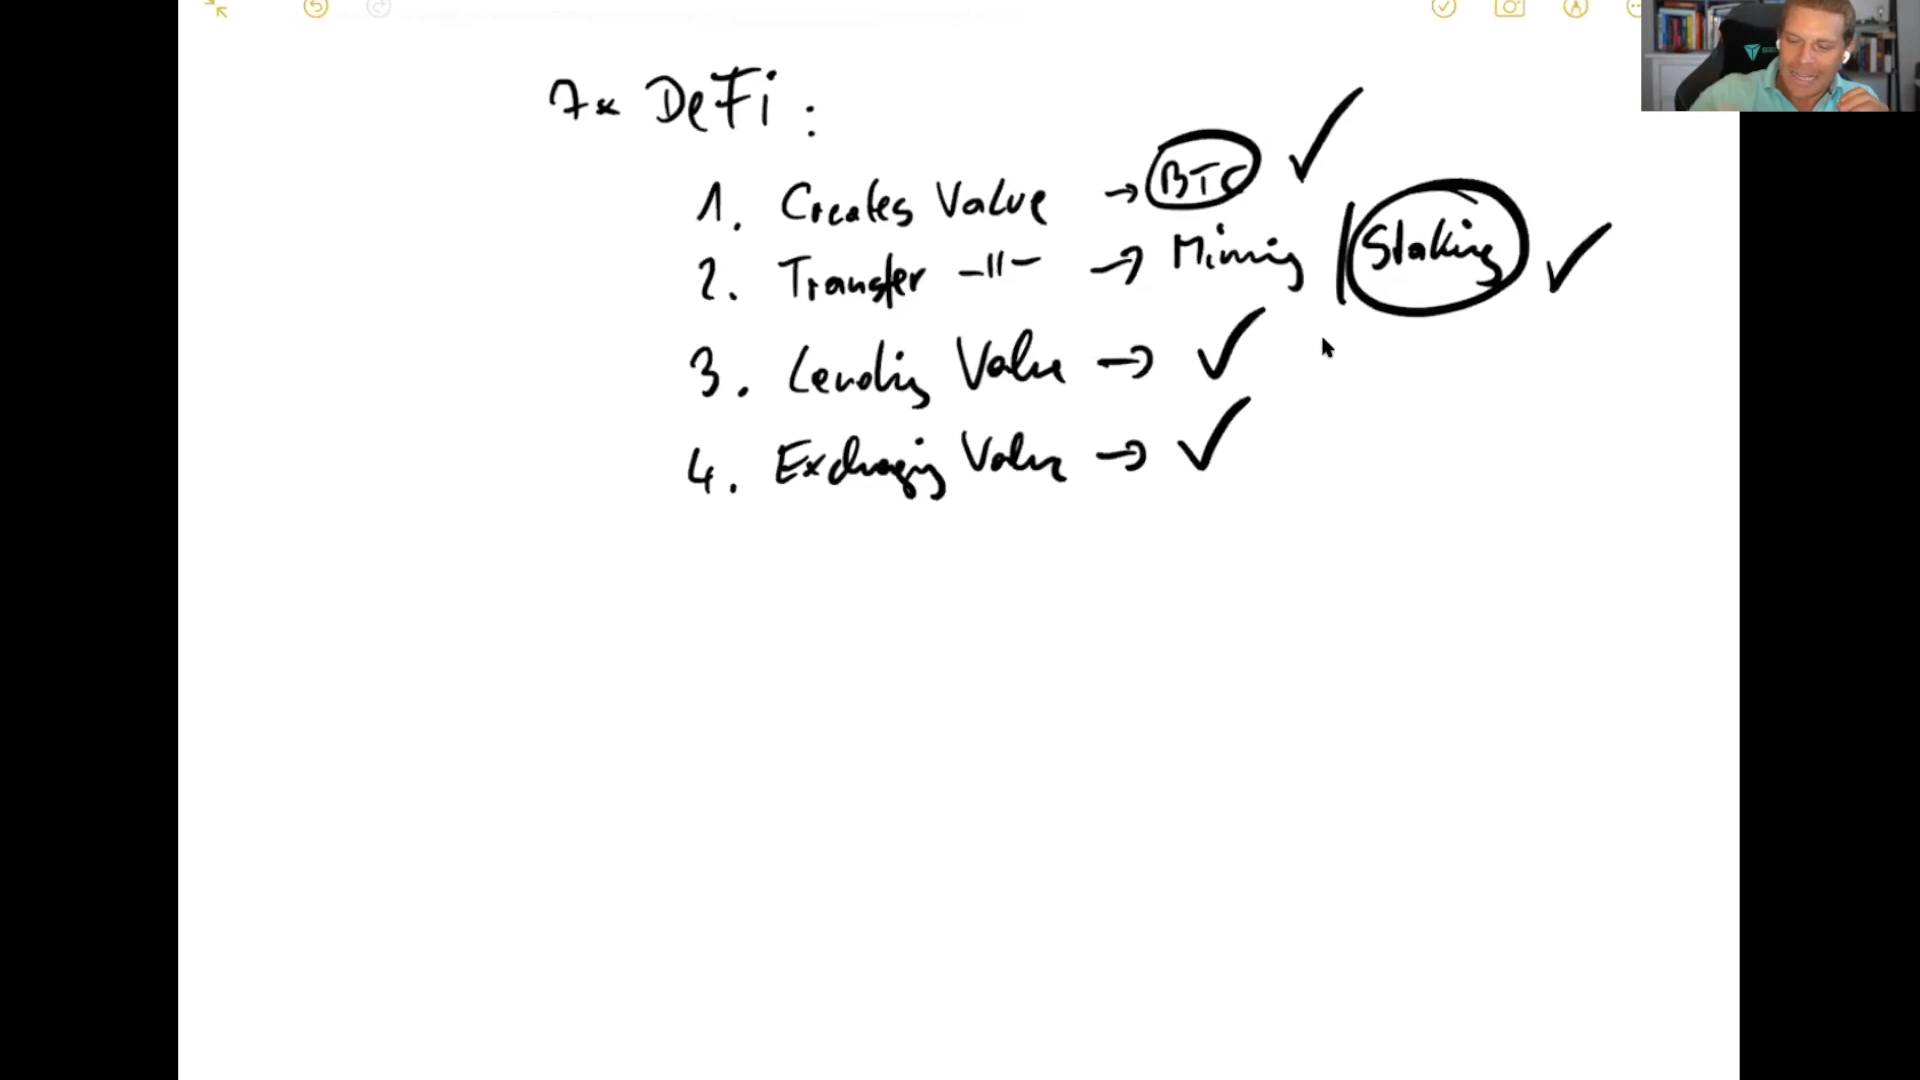 7x DeFi :
1. Creates Value → BTC ✓
2. Transfer -||- → Mining | Staking ✓
3. Lending Value → ✓
4. Exchanging Value → ✓